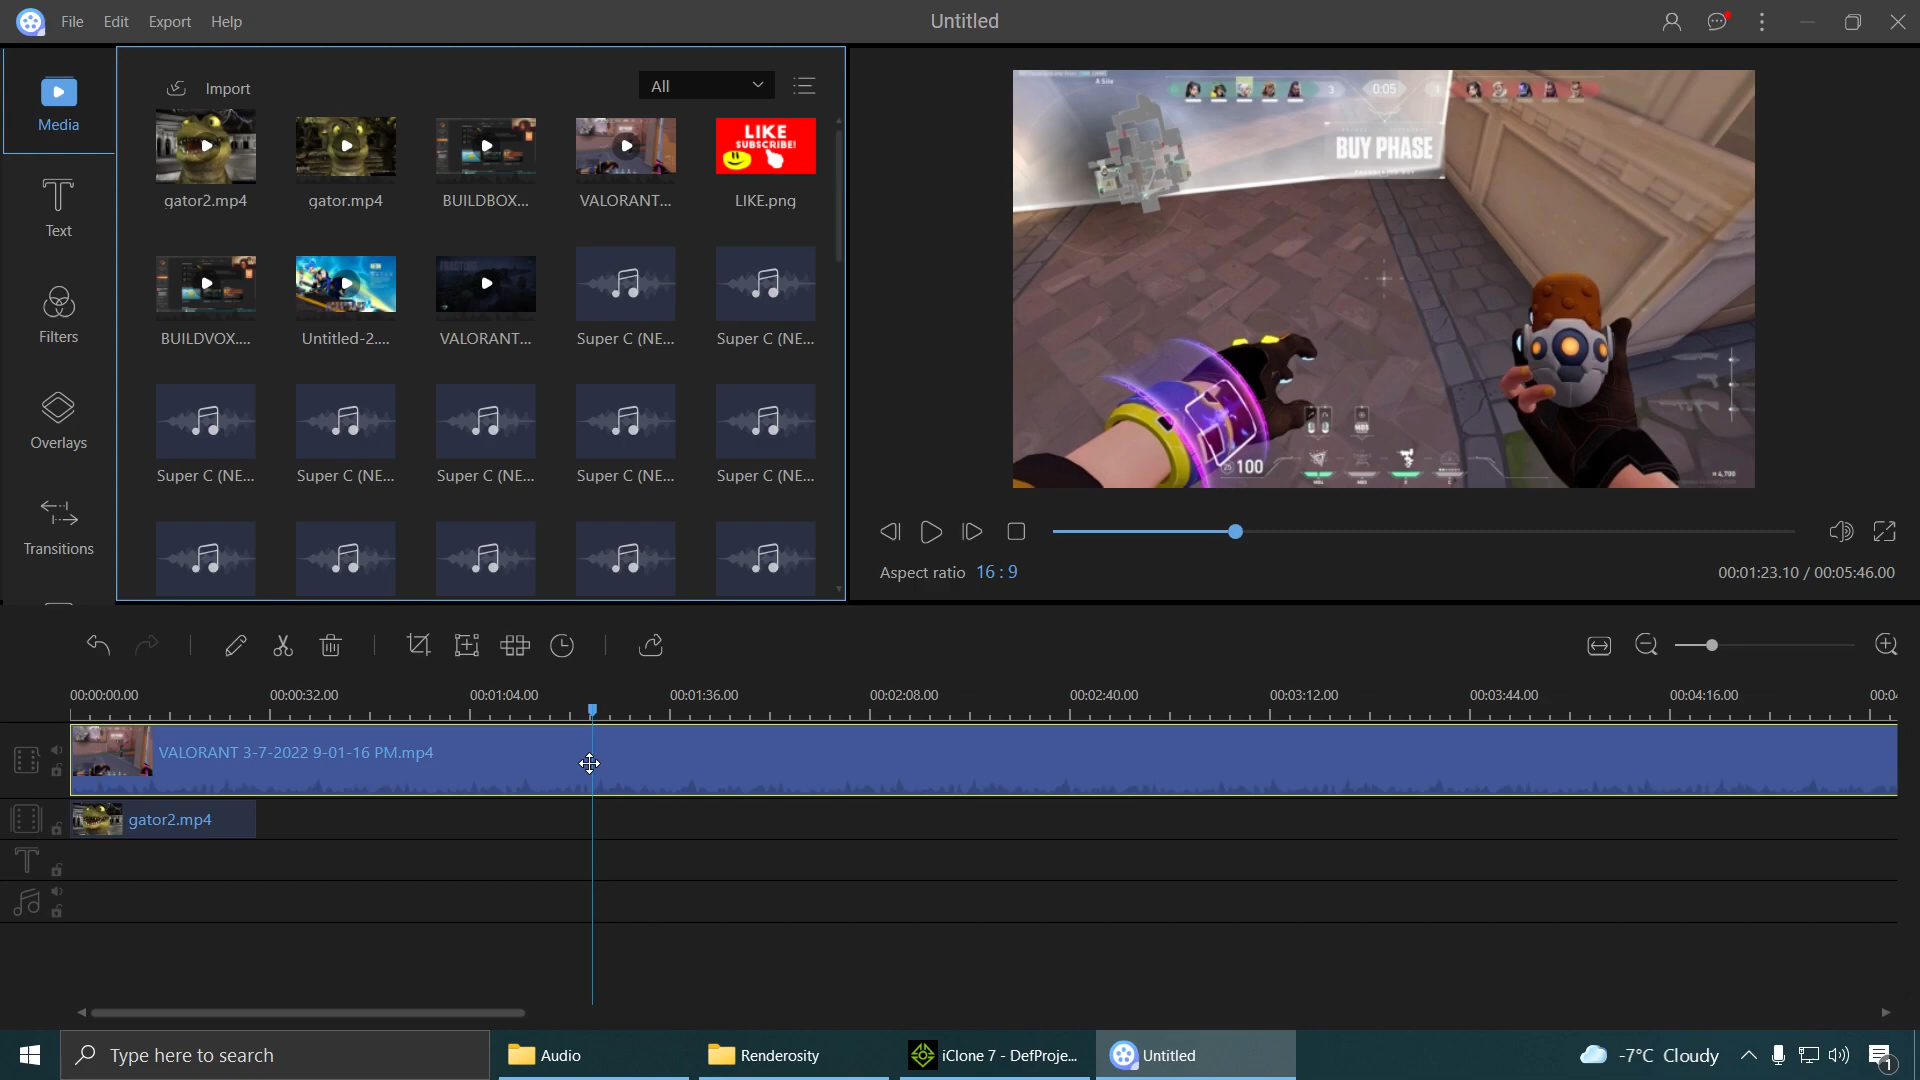 File Edit Export Help
Untitled
Import
All
Media
Text
Filters
Overlays
Transitions
gator2.mp4 gator.mp4 BUILDBOX... VALORANT... LIKE.png
LIKE
SUBSCRIBE!
BUILDVOX.... Untitled-2.... VALORANT... Super C (NE... Super C (NE...
Super C (NE... Super C (NE... Super C (NE... Super C (NE... Super C (NE...
A Site
3 0:05 1
BUY PHASE
100
Aspect ratio 16 : 9
00:01:23.10 / 00:05:46.00
00:00:00.00 00:00:32.00 00:01:04.00 00:01:36.00 00:02:08.00 00:02:40.00 00:03:12.00 00:03:44.00 00:04:16.00 00:04
VALORANT 3-7-2022 9-01-16 PM.mp4
gator2.mp4
Type here to search
Audio
Renderosity
iClone 7 - DefProje...
Untitled
-7°C Cloudy
1